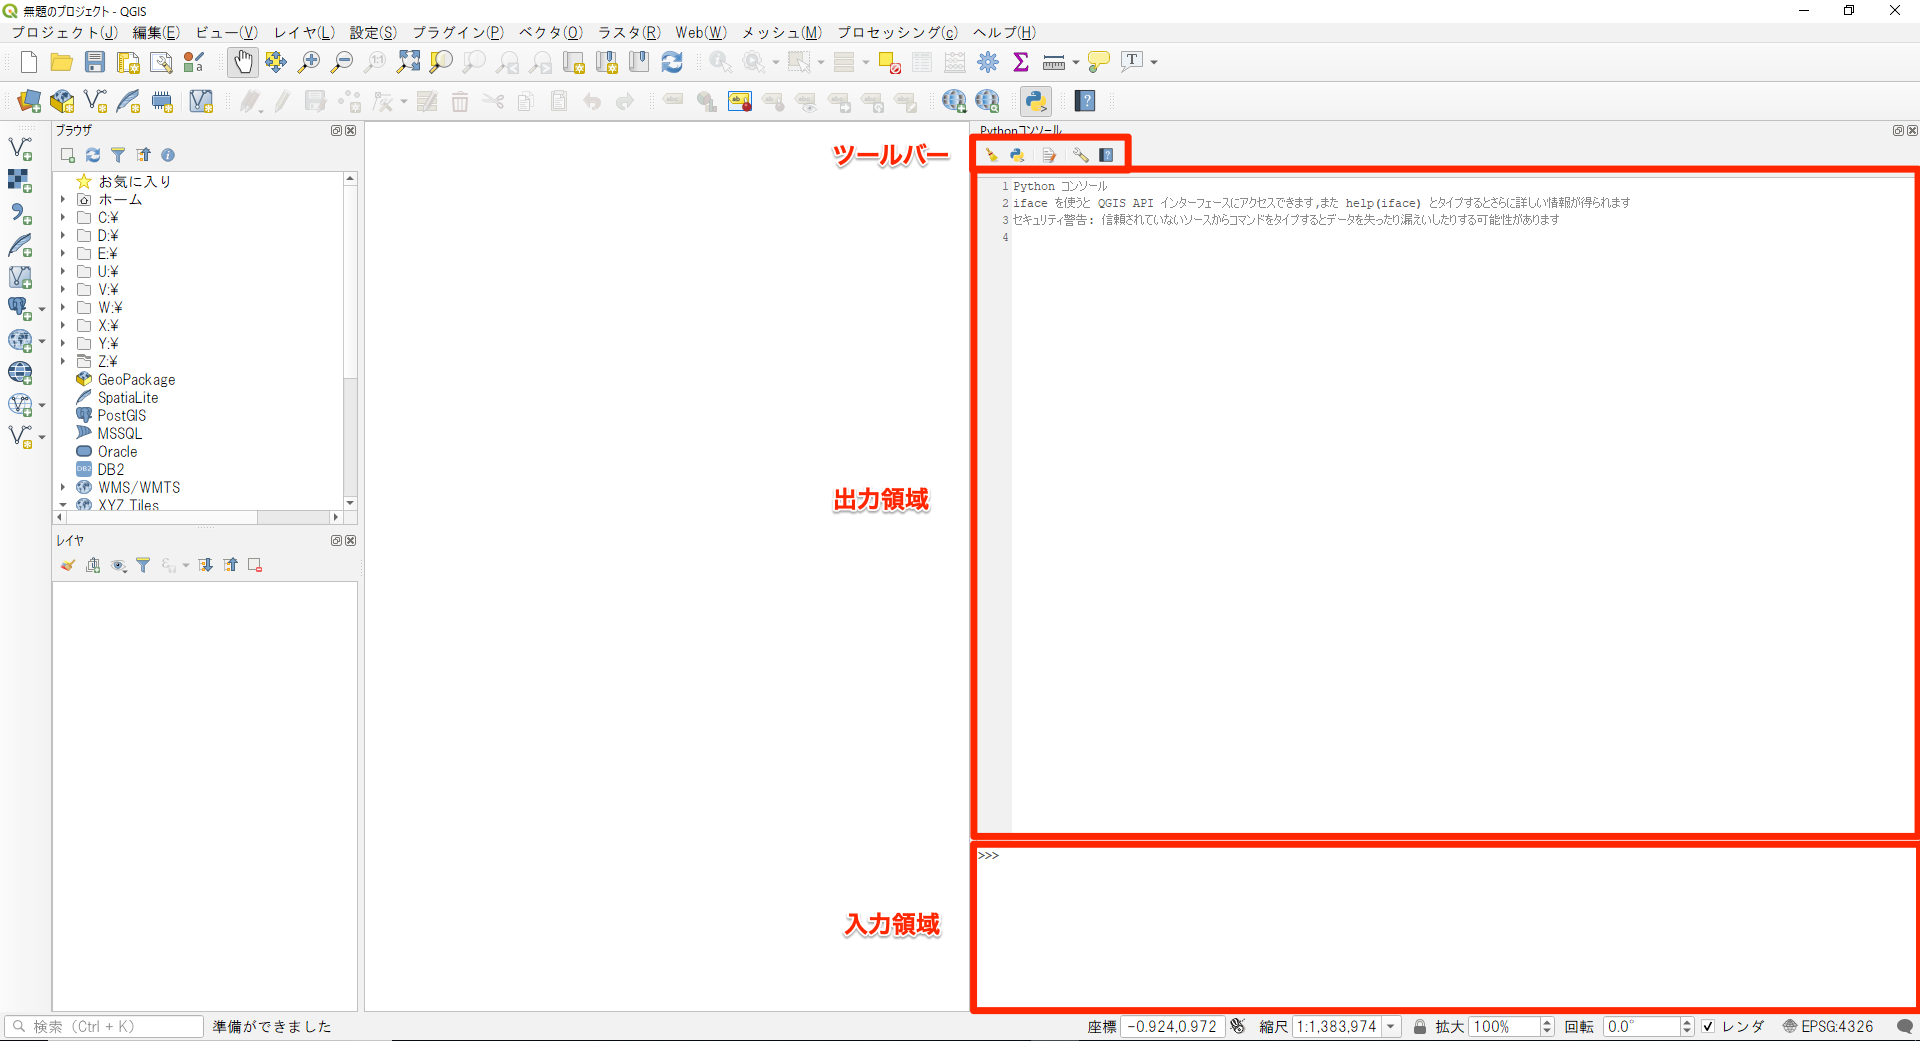 無題のプロジェクト - QGIS
プロジェクト(J) 編集(E) ビュー(V) レイヤ(L) 設定(S) プラグイン(P) ベクタ(O) ラスタ(R) Web(W) メッシュ(M) プロセッシング(c) ヘルプ(H)
ブラウザ
お気に入り
ホーム
C:¥
D:¥
E:¥
U:¥
V:¥
W:¥
X:¥
Y:¥
Z:¥
GeoPackage
SpatiaLite
PostGIS
MSSQL
Oracle
DB2
WMS/WMTS
XYZ Tiles
レイヤ
ツールバー
出力領域
入力領域
Pythonコンソール
1 Python コンソール
2 iface を使うと QGIS API インターフェースにアクセスできます,また help(iface) とタイプするとさらに詳しい情報が得られます
3 セキュリティ警告: 信頼されていないソースからコマンドをタイプするとデータを失ったり漏えいしたりする可能性があります
4
>>>
検索 (Ctrl + K) 準備ができました 座標 -0.924,0.972 縮尺 1:1,383,974 拡大 100% 回転 0.0° レンダ EPSG:4326